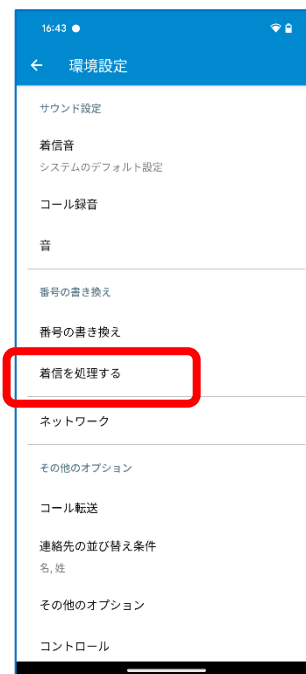 16:43
環境設定
サウンド設定
着信音
システムのデフォルト設定
コール録音
音
番号の書き換え
番号の書き換え
着信を処理する
ネットワーク
その他のオプション
コール転送
連絡先の並び替え条件
名, 姓
その他のオプション
コントロール